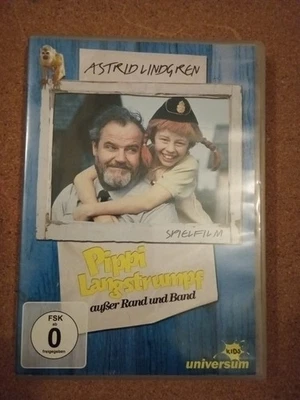 ASTRID LINDGREN
SPIELFILM
Pippi
Langstrumpf
außer Rand und Band
FSK
ab
0
freigegeben
KIDS
universum